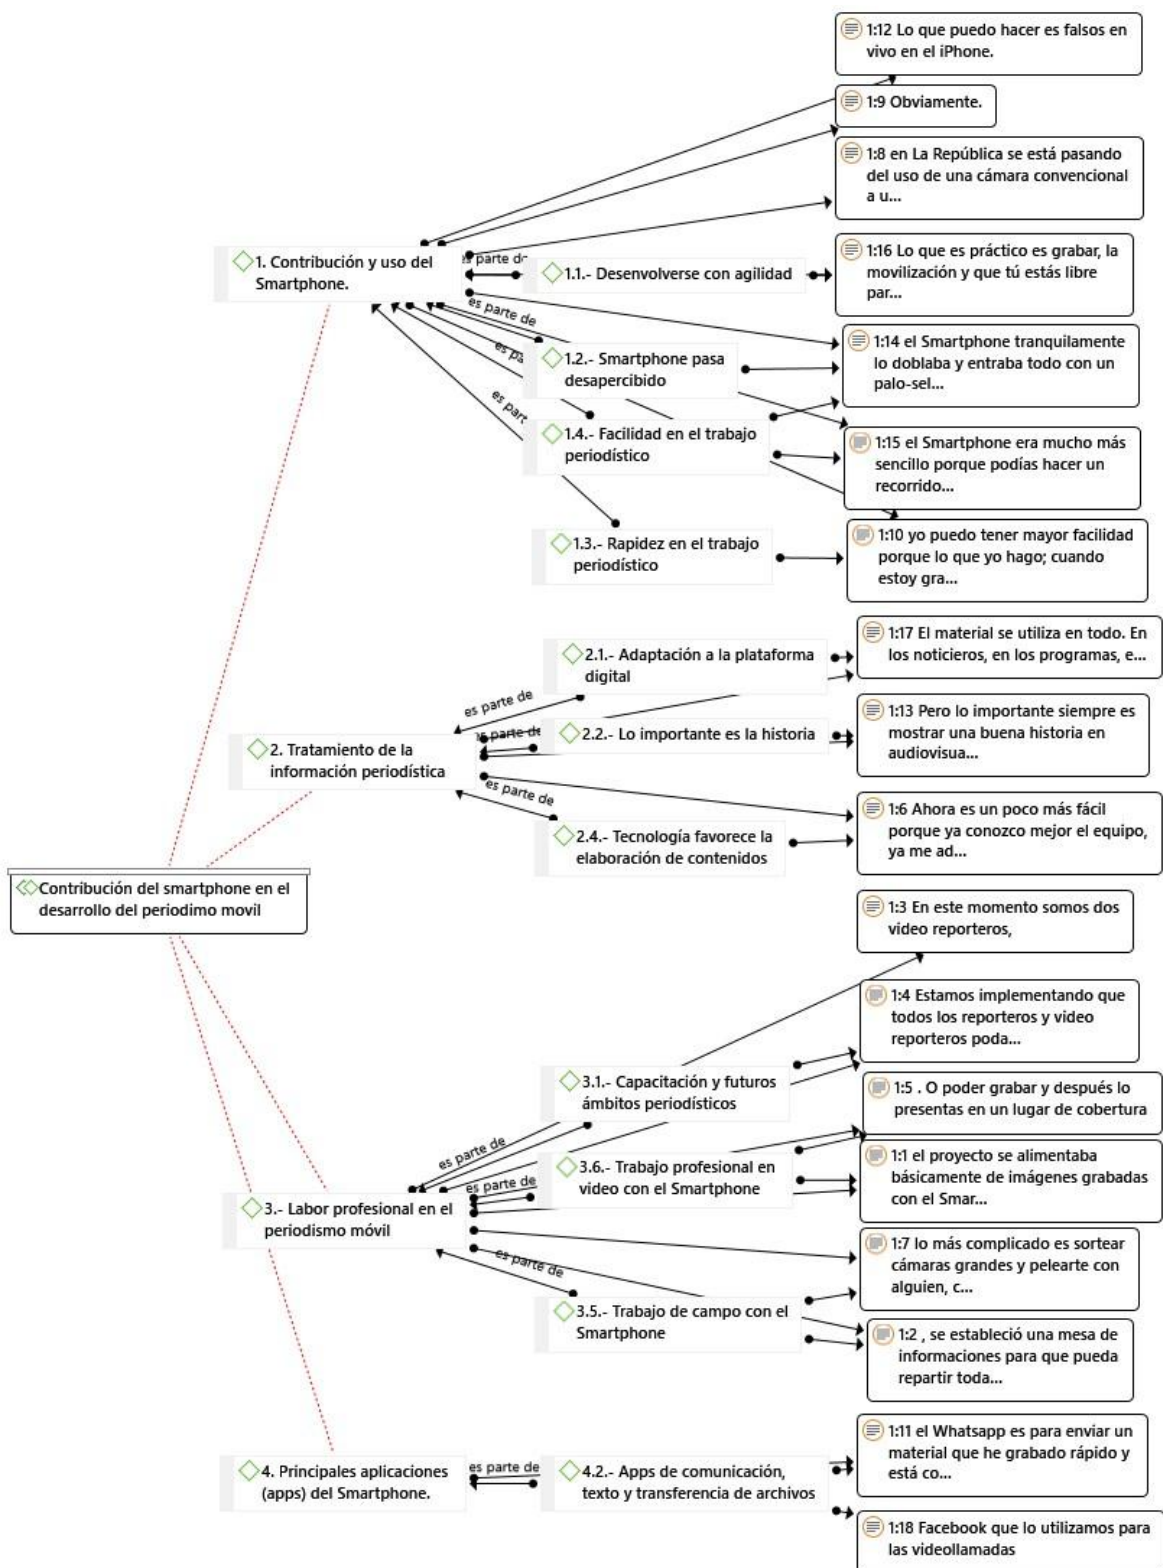 1:12 Lo que puedo hacer es falsos en
vivo en el iPhone.
1:9 Obviamente.
1:8 en La República se está pasando
del uso de una cámara convencional
a u...
1. Contribución y uso del
Smartphone.
es parte de
1.1.- Desenvolverse con agilidad
1:16 Lo que es práctico es grabar, la
movilización y que tú estás libre
par...
es parte de
1.2.- Smartphone pasa
desapercibido
1:14 el Smartphone tranquilamente
lo doblaba y entraba todo con un
palo-sel...
es pa
1.4.- Facilidad en el trabajo
periodístico
1:15 el Smartphone era mucho más
sencillo porque podías hacer un
recorrido...
es part
1.3.- Rapidez en el trabajo
periodístico
1:10 yo puedo tener mayor facilidad
porque lo que yo hago; cuando
estoy gra...
2.1.- Adaptación a la plataforma
digital
1:17 El material se utiliza en todo. En
los noticieros, en los programas, e...
es parte de
2. Tratamiento de la
información periodística
es parte de
2.2.- Lo importante es la historia
1:13 Pero lo importante siempre es
mostrar una buena historia en
audiovisua...
es parte de
2.4.- Tecnología favorece la
elaboración de contenidos
1:6 Ahora es un poco más fácil
porque ya conozco mejor el equipo,
ya me ad...
Contribución del smartphone en el
desarrollo del periodimo movil
1:3 En este momento somos dos
video reporteros,
1:4 Estamos implementando que
todos los reporteros y video
reporteros poda...
3.1.- Capacitación y futuros
ámbitos periodísticos
1:5 . O poder grabar y después lo
presentas en un lugar de cobertura
es parte de
3.- Labor profesional en el
periodismo móvil
es parte de
3.6.- Trabajo profesional en
video con el Smartphone
1:1 el proyecto se alimentaba
básicamente de imágenes grabadas
con el Smar...
1:7 lo más complicado es sortear
cámaras grandes y pelearte con
alguien, c...
es parte de
3.5.- Trabajo de campo con el
Smartphone
1:2 , se estableció una mesa de
informaciones para que pueda
repartir toda...
4. Principales aplicaciones
(apps) del Smartphone.
es parte de
4.2.- Apps de comunicación,
texto y transferencia de archivos
1:11 el Whatsapp es para enviar un
material que he grabado rápido y
está co...
1:18 Facebook que lo utilizamos para
las videollamadas